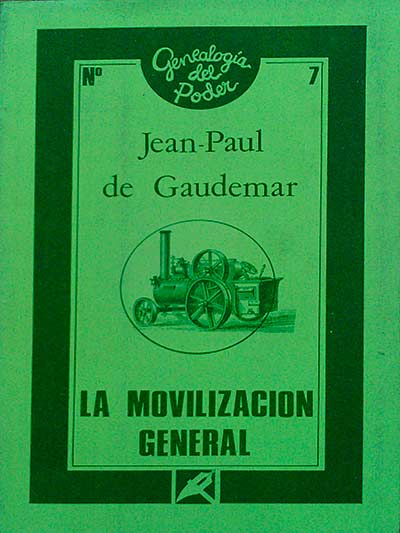 Genealogía
del
Poder
Nº 7
Jean-Paul
de Gaudemar
LA MOVILIZACION
GENERAL